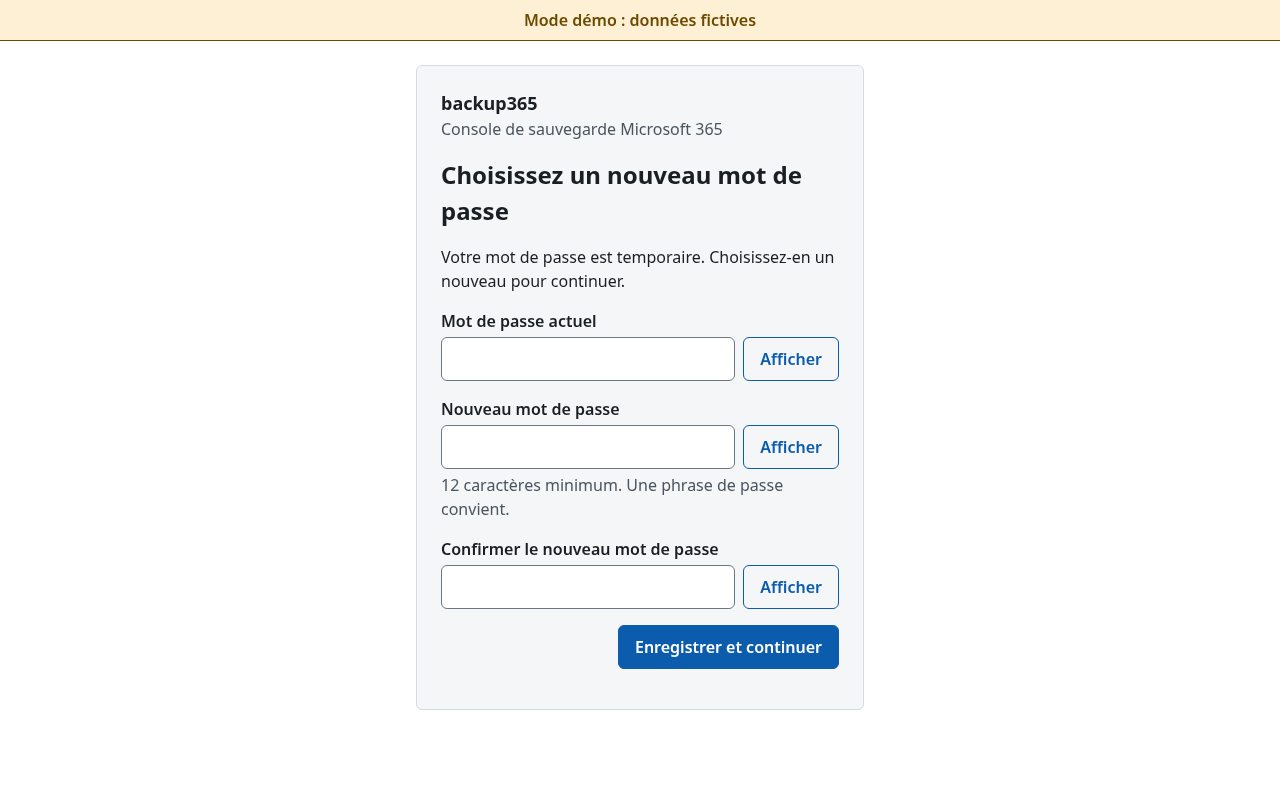 Mode démo : données fictives
backup365
Console de sauvegarde Microsoft 365
Choisissez un nouveau mot de
passe
Votre mot de passe est temporaire. Choisissez-en un
nouveau pour continuer.
Mot de passe actuel
Afficher
Nouveau mot de passe
Afficher
12 caractères minimum. Une phrase de passe
convient.
Confirmer le nouveau mot de passe
Afficher
Enregistrer et continuer